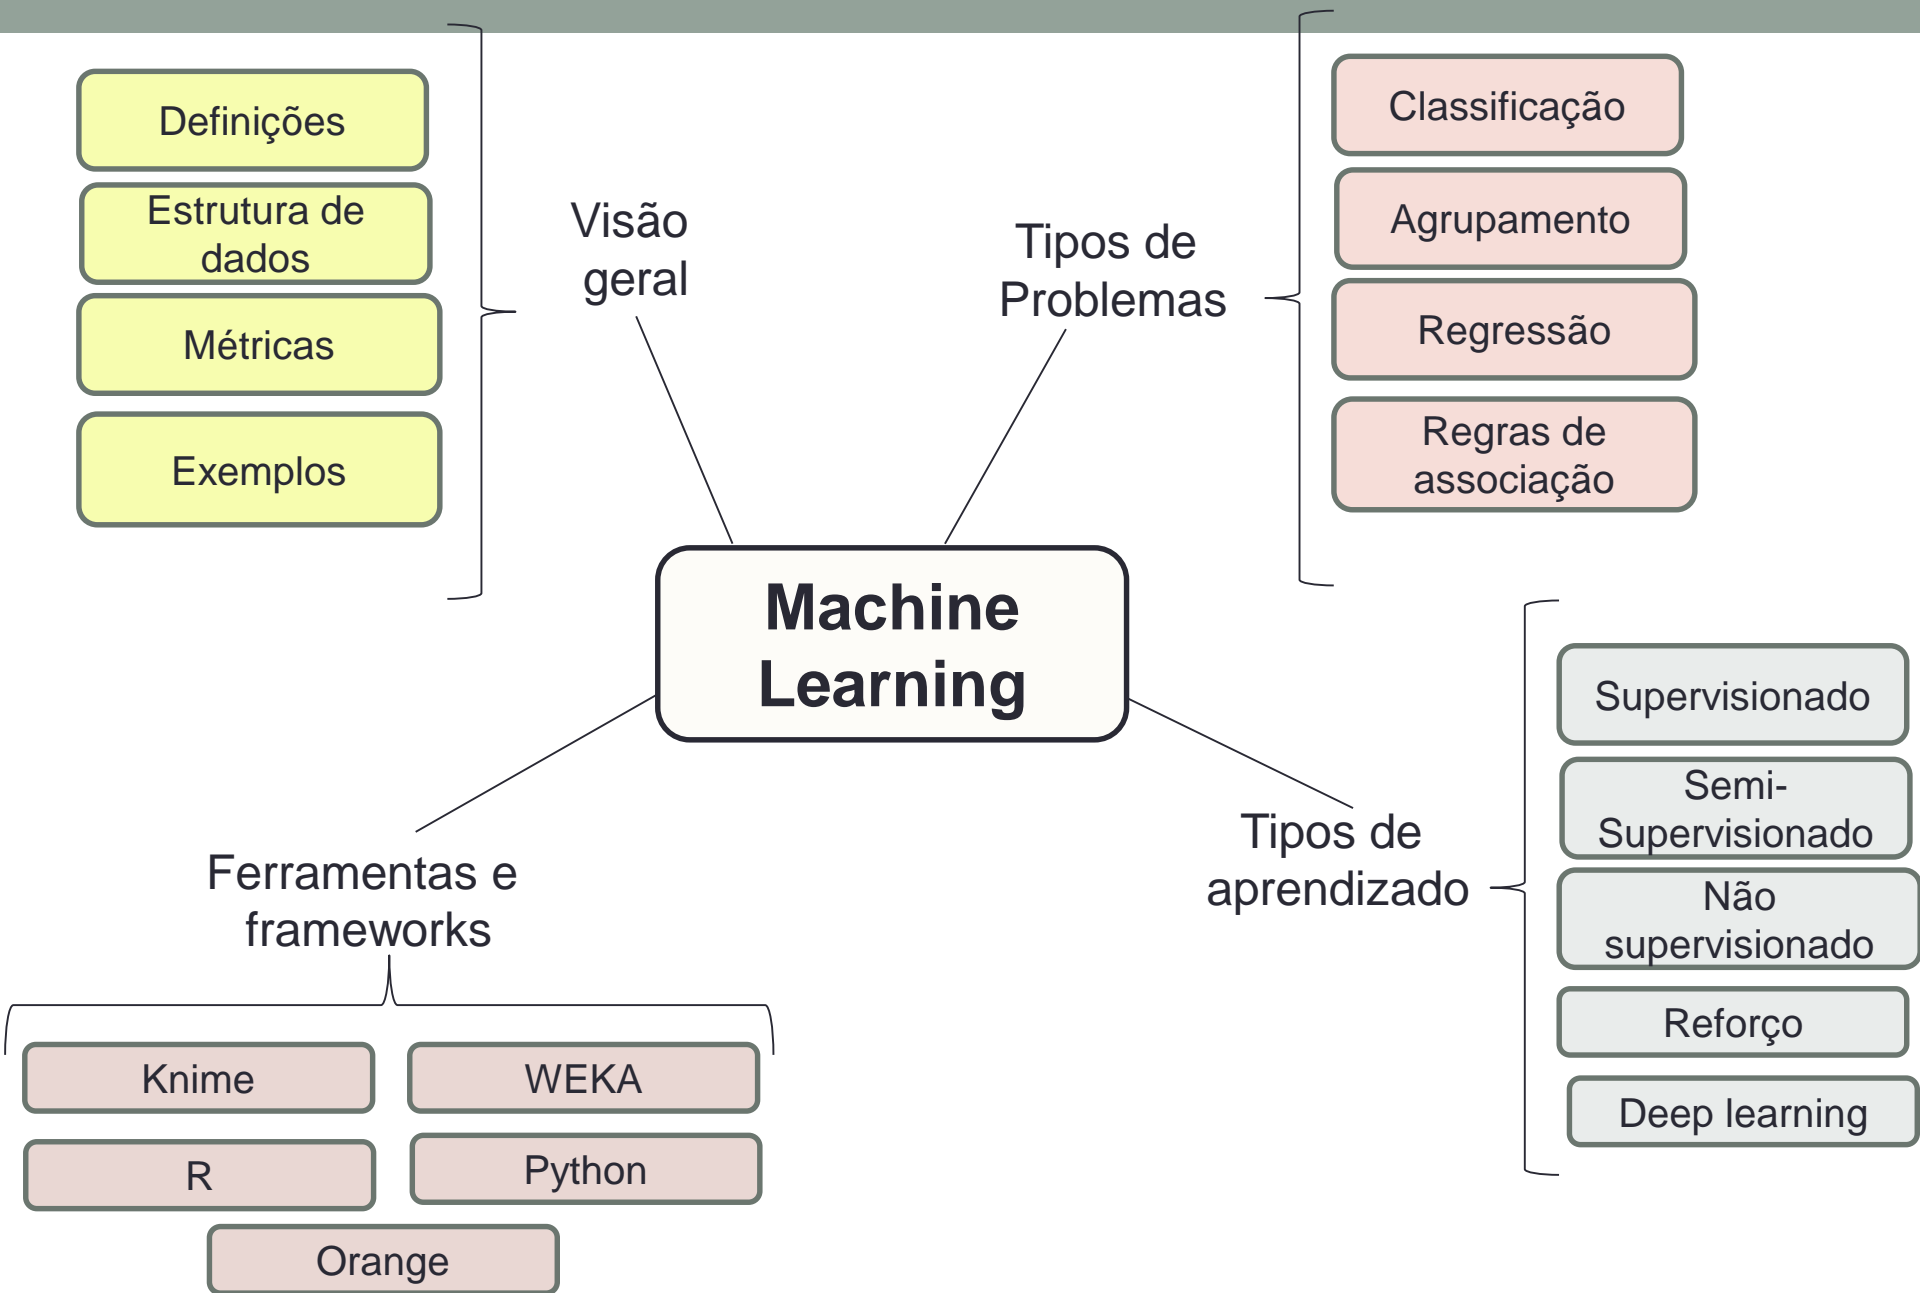 Definições
Estrutura de
dados
Métricas
Exemplos
Visão
geral
Tipos de
Problemas
Classificação
Agrupamento
Regressão
Regras de
associação
Machine
Learning
Ferramentas e
frameworks
Knime
WEKA
R
Python
Orange
Tipos de
aprendizado
Supervisionado
Semi-
Supervisionado
Não
supervisionado
Reforço
Deep learning